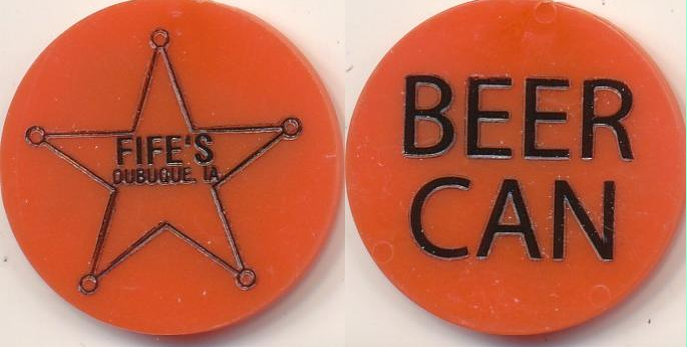 FIFE'S
DUBUQUE, IA
BEER
CAN